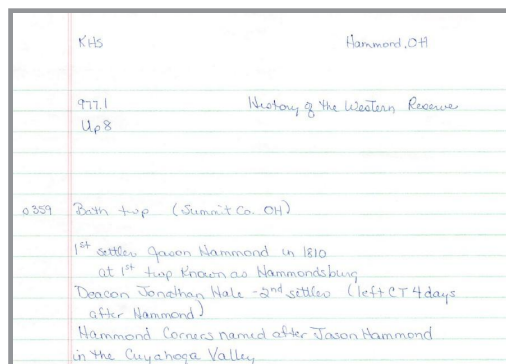 KHS Hammond, OH
977.1 History of the Western Reserve
Up8
0359 Bath twp (Summit Co. OH)
1st settler Jason Hammond in 1810
at 1st twp known as Hammondsburg
Deacon Jonathan Hale - 2nd settler (left CT 4 days
after Hammond)
Hammond Corners named after Jason Hammond
in the Cuyahoga Valley